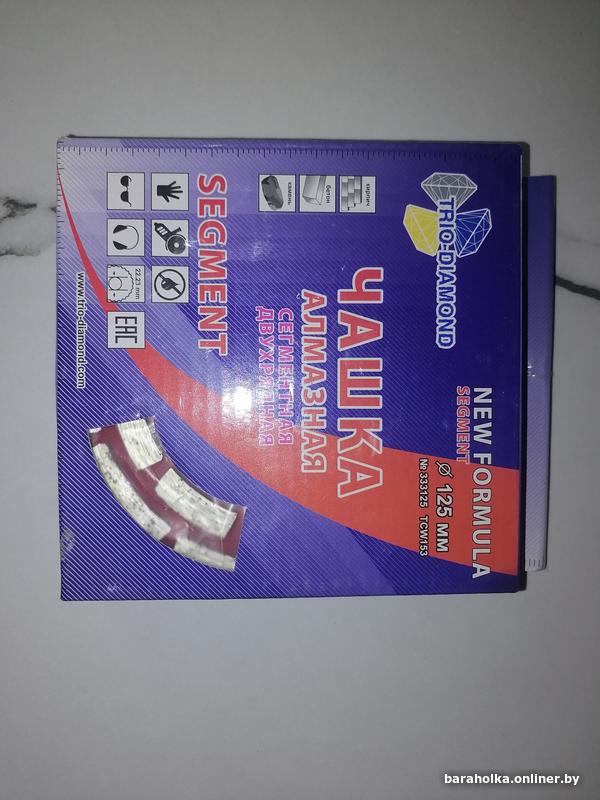 TRIO-DIAMOND
NEW FORMULA
SEGMENT
Ø 125 мм
№ 333125 TCW153
кирпич
бетон
камень
ЧАШКА
АЛМАЗНАЯ
СЕГМЕНТНАЯ
ДВУХРЯДНАЯ
SEGMENT
22.23 mm
EAC
www.trio-diamond.com
baraholka.onliner.by